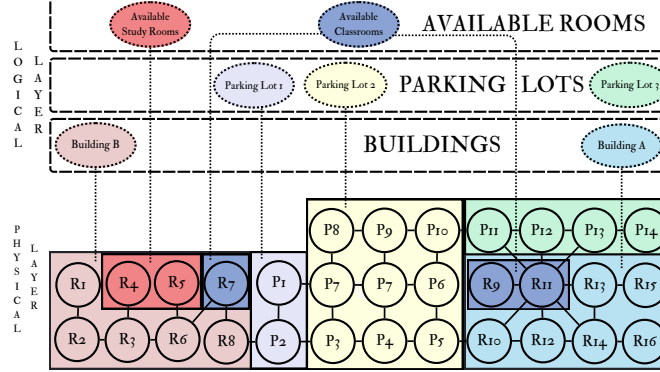 Available
Study Rooms
Available
Classrooms
AVAILABLE ROOMS
LOGICAL
LAYER
Parking Lot 1
Parking Lot 2
PARKING LOTS
Parking Lot 3
Building B
BUILDINGS
Building A
PHYSICAL
LAYER
P8 P9 P10 P11 P12 P13 P14
R1 R4 R5 R7 P1 P7 P7 P6 R9 R11 R13 R15
R2 R3 R6 R8 P2 P3 P4 P5 R10 R12 R14 R16